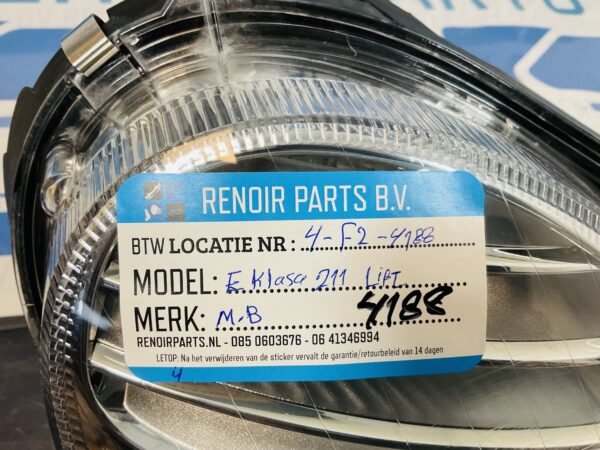 RENOIR PARTS B.V.
BTW LOCATIE NR : 4-F2-4188
MODEL: E Klasa 211 Lift
MERK: M.B 4188
RENOIRPARTS.NL - 085 0603676 - 06 41346994
LETOP: Na het verwijderen van de sticker vervalt de garantie/retourbeleid van 14 dagen
4